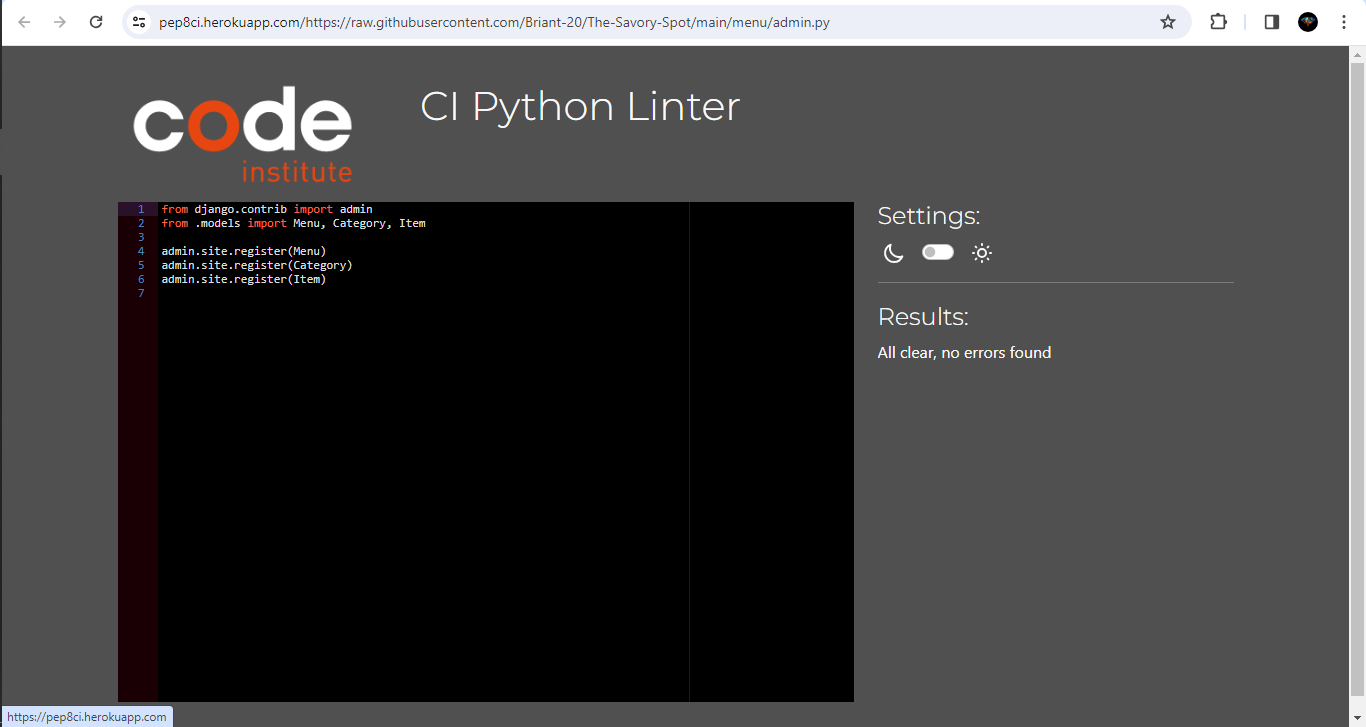 pep8ci.herokuapp.com/https://raw.githubusercontent.com/Briant-20/The-Savory-Spot/main/menu/admin.py
code
institute
CI Python Linter
1 from django.contrib import admin
2 from .models import Menu, Category, Item
3
4 admin.site.register(Menu)
5 admin.site.register(Category)
6 admin.site.register(Item)
7
Settings:
Results:
All clear, no errors found
https://pep8ci.herokuapp.com